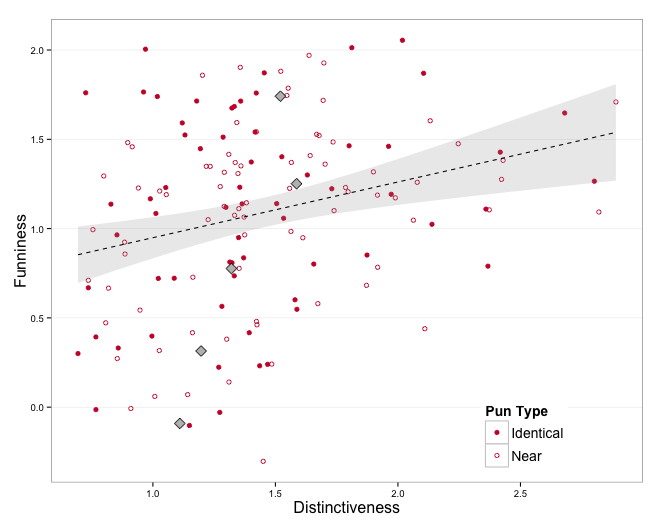 2.0
1.5
1.0
0.5
0.0
Funniness
Pun Type
Identical
Near
1.0 1.5 2.0 2.5
Distinctiveness